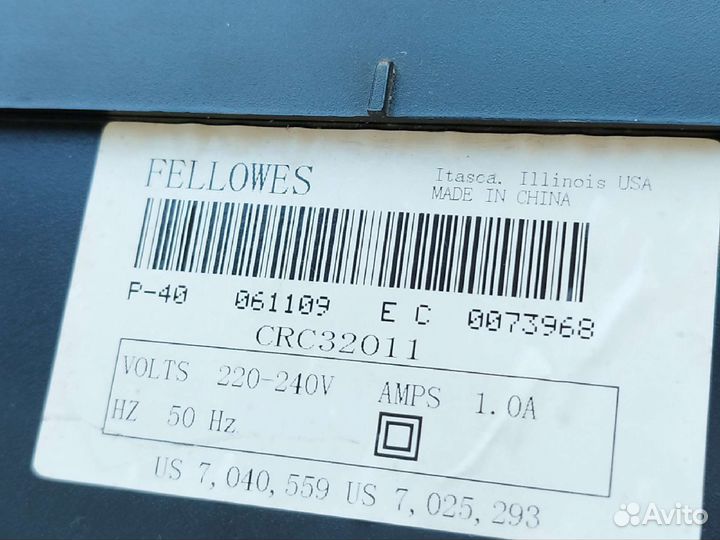 FELLOWES
Itasca. Illinois USA
MADE IN CHINA
P-40 061109 E C 0073968
CRC32011
VOLTS 220-240V AMPS 1.0A
HZ 50 Hz
US 7,040,559 US 7,025,293
Avito